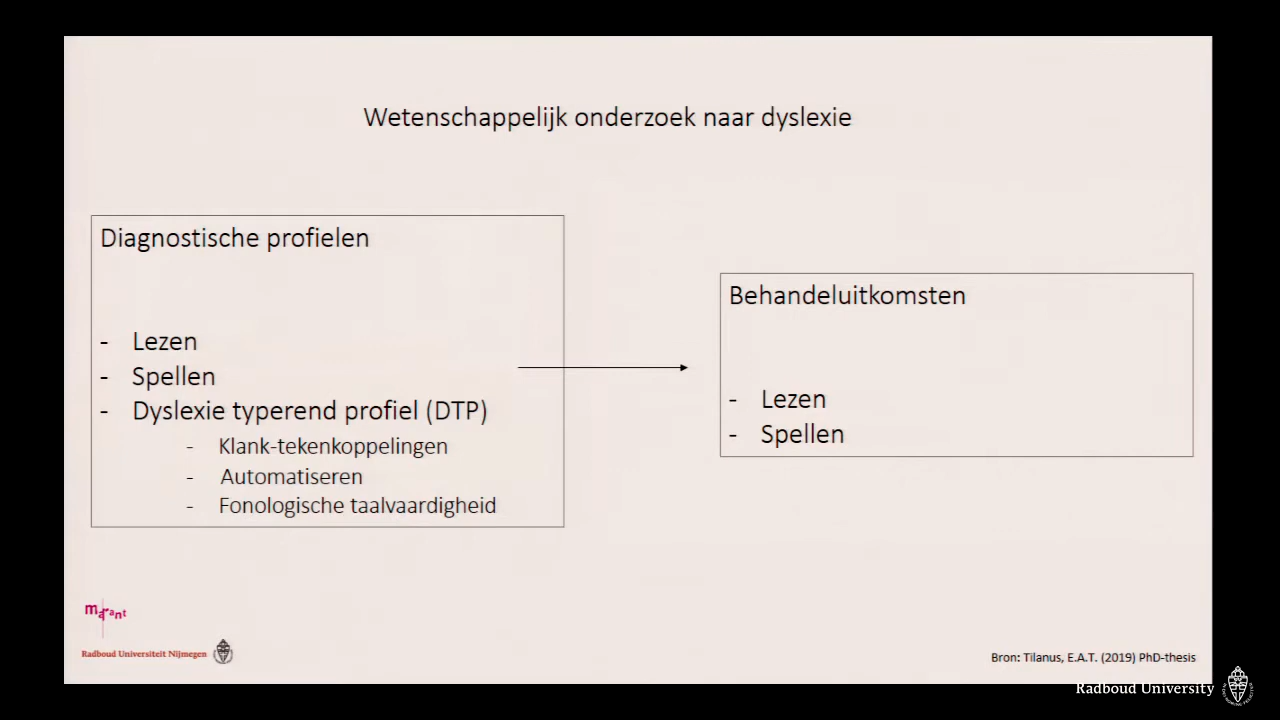 Wetenschappelijk onderzoek naar dyslexie
Diagnostische profielen
- Lezen
- Spellen
- Dyslexie typerend profiel (DTP)
- Klank-tekenkoppelingen
- Automatiseren
- Fonologische taalvaardigheid
Behandeluitkomsten
- Lezen
- Spellen
marant
Radboud Universiteit Nijmegen
Bron: Tilanus, E.A.T. (2019) PhD-thesis
Radboud University